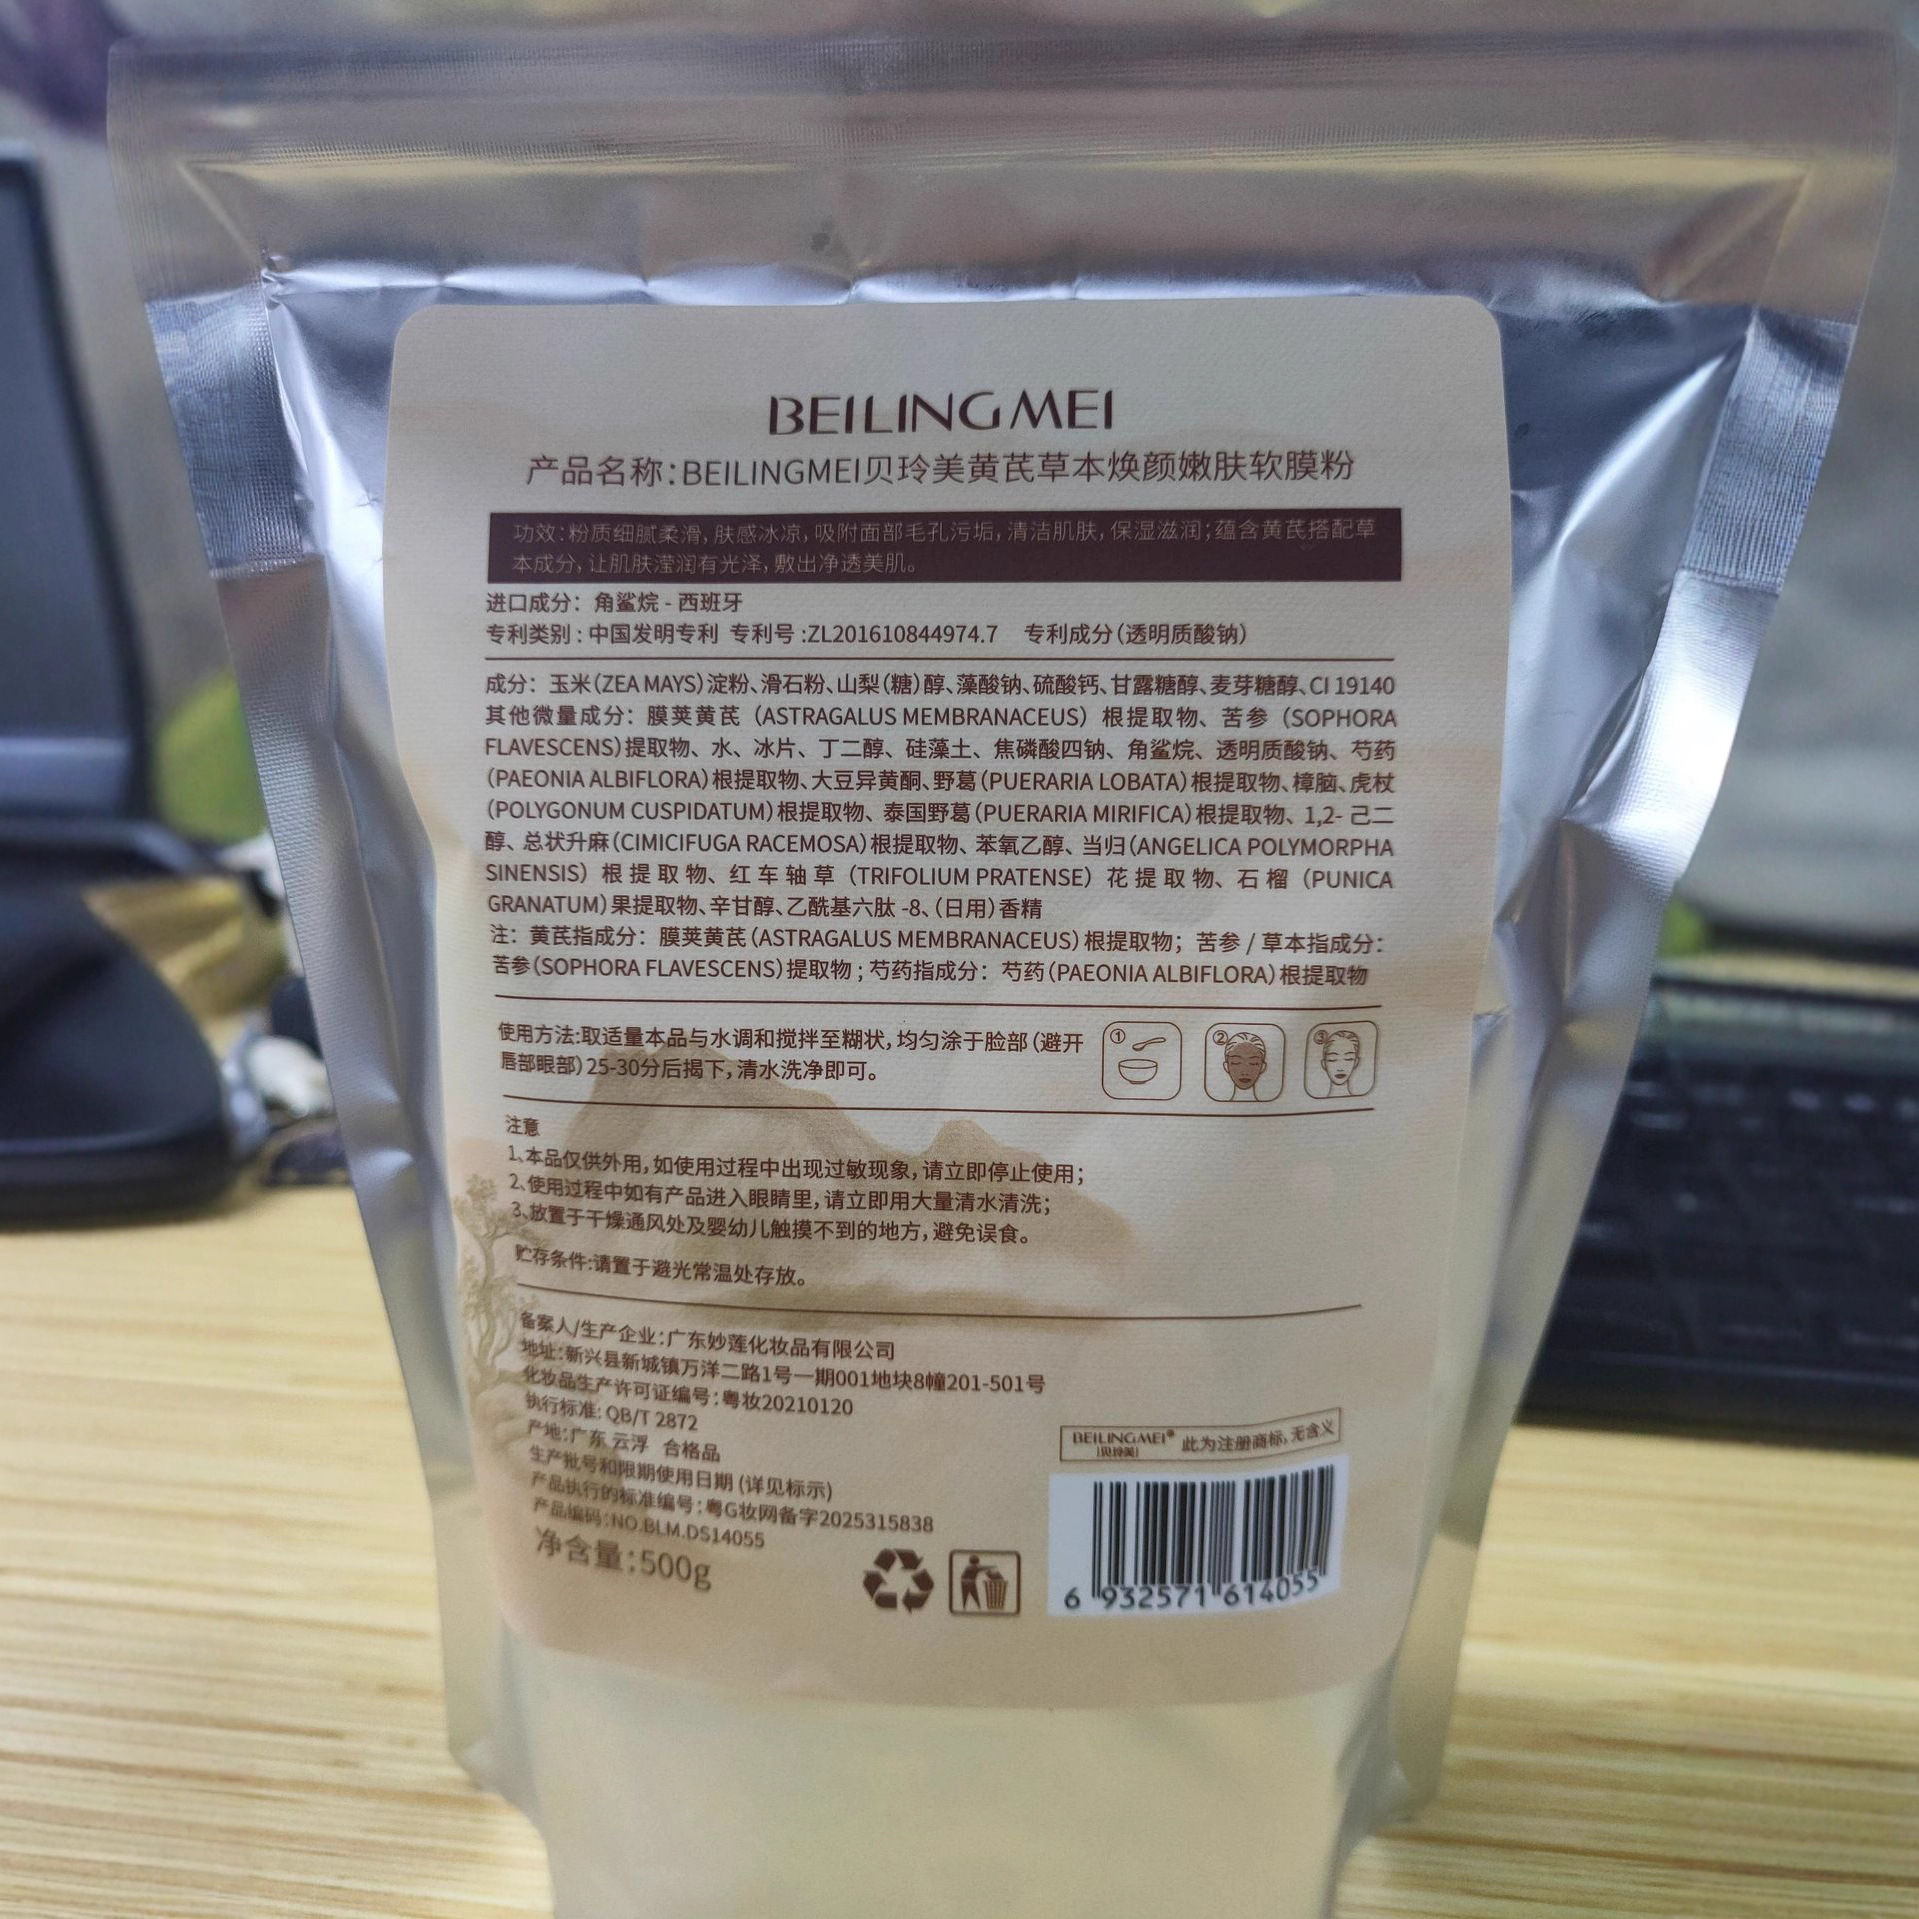 BEILINGMEI
产品名称:BEILINGMEI贝玲美黄芪草本焕颜嫩肤软膜粉
功效:粉质细腻柔滑,肤感冰凉,吸附面部毛孔污垢,清洁肌肤,保湿滋润;蕴含黄芪搭配草
本成分,让肌肤滢润有光泽,敷出净透美肌。
进口成分：角鲨烷 - 西班牙
专利类别 : 中国发明专利 专利号 :ZL201610844974.7 专利成分(透明质酸钠)
成分：玉米(ZEA MAYS)淀粉、滑石粉、山梨(糖)醇、藻酸钠、硫酸钙、甘露糖醇、麦芽糖醇、CI 19140
其他微量成分：膜荚黄芪（ASTRAGALUS MEMBRANACEUS）根提取物、苦参（SOPHORA
FLAVESCENS)提取物、水、冰片、丁二醇、硅藻土、焦磷酸四钠、角鲨烷、透明质酸钠、芍药
(PAEONIA ALBIFLORA)根提取物、大豆异黄酮、野葛(PUERARIA LOBATA)根提取物、樟脑、虎杖
(POLYGONUM CUSPIDATUM)根提取物、泰国野葛(PUERARIA MIRIFICA)根提取物、1,2- 己二
醇、总状升麻(CIMICIFUGA RACEMOSA)根提取物、苯氧乙醇、当归(ANGELICA POLYMORPHA
SINENSIS）根提取物、红车轴草（TRIFOLIUM PRATENSE）花提取物、石榴（PUNICA
GRANATUM)果提取物、辛甘醇、乙酰基六肽 -8、(日用)香精
注：黄芪指成分：膜荚黄芪(ASTRAGALUS MEMBRANACEUS)根提取物；苦参 / 草本指成分：
苦参(SOPHORA FLAVESCENS)提取物；芍药指成分：芍药(PAEONIA ALBIFLORA)根提取物
使用方法:取适量本品与水调和搅拌至糊状,均匀涂于脸部(避开
唇部眼部)25-30分后揭下,清水洗净即可。
① ② ③
注意
1、本品仅供外用,如使用过程中出现过敏现象,请立即停止使用;
2、使用过程中如有产品进入眼睛里,请立即用大量清水清洗;
3、放置于干燥通风处及婴幼儿触摸不到的地方,避免误食。
贮存条件:请置于避光常温处存放。
备案人/生产企业:广东妙莲化妆品有限公司
地址:新兴县新城镇万洋二路1号一期001地块8幢201-501号
化妆品生产许可证编号:粤妆20210120
执行标准: QB/T 2872
产地:广东 云浮 合格品
生产批号和限期使用日期 (详见标示)
产品执行的标准编号:粤G妆网备字2025315838
产品编码:NO.BLM.DS14055
净含量:500g
BEILINGMEI® 此为注册商标,无含义
贝玲美
6 932571 614055